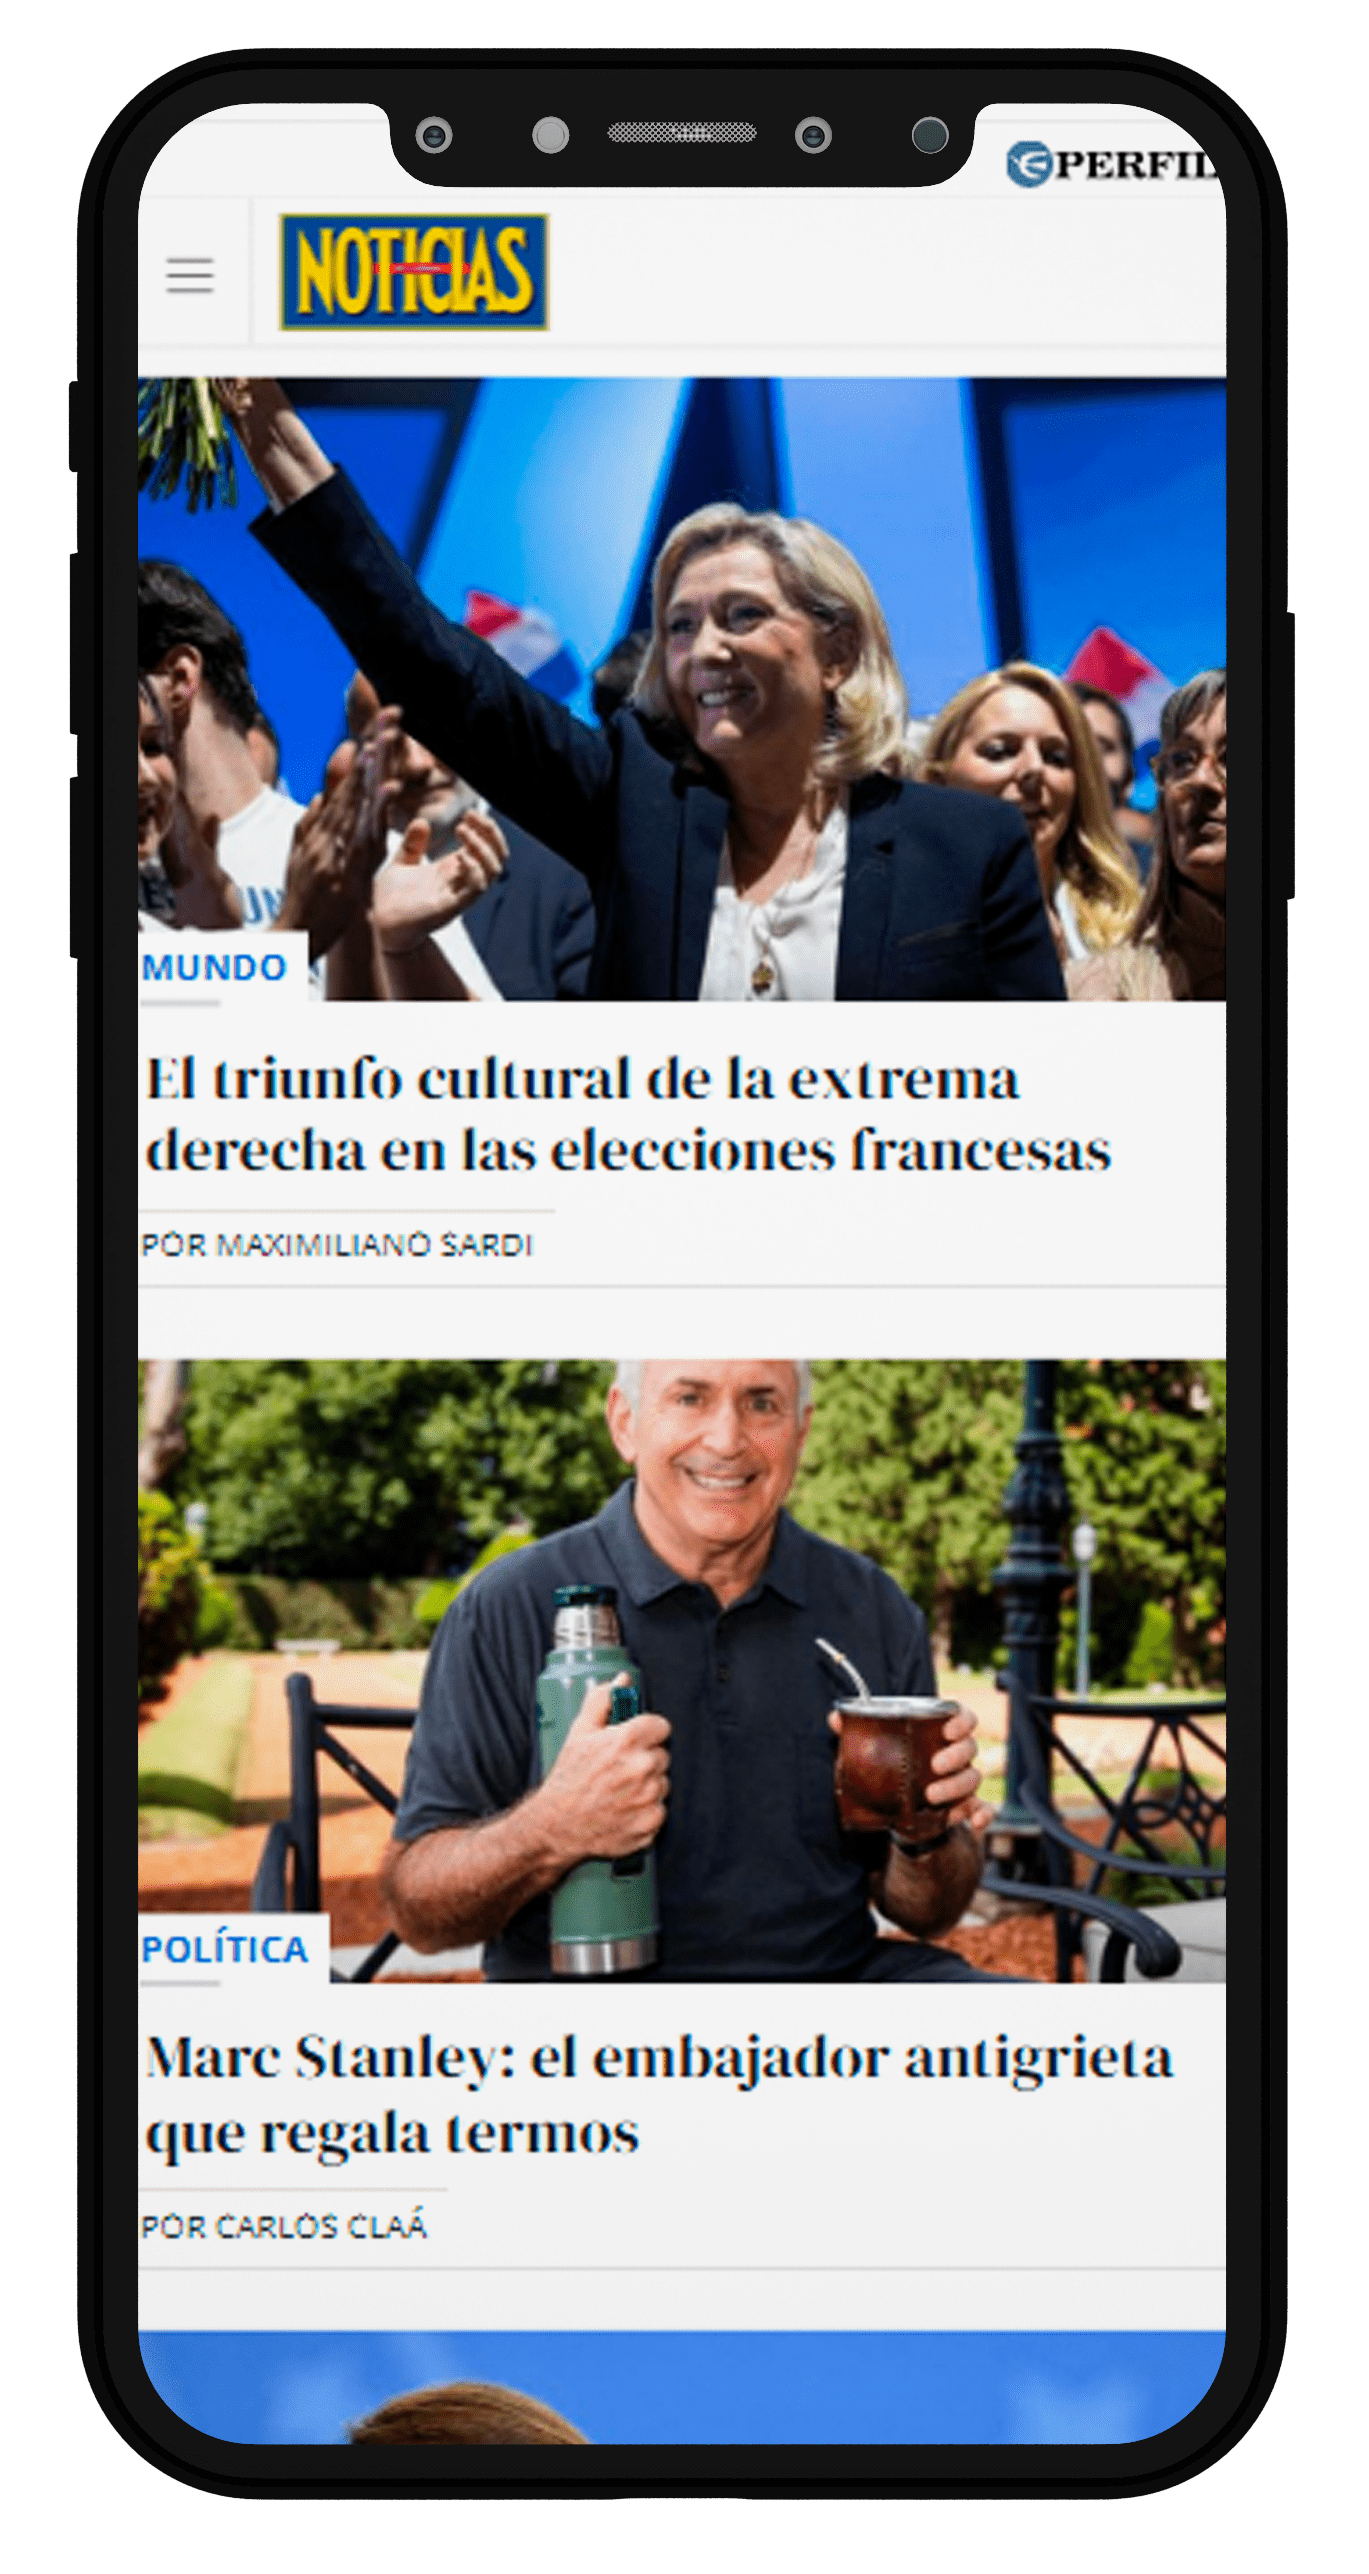 PERFIL
NOTICIAS
MUNDO
El triunfo cultural de la extrema
derecha en las elecciones francesas
POR MAXIMILIANO SARDI
POLÍTICA
Marc Stanley: el embajador antigrieta
que regala termos
POR CARLOS CLAÁ